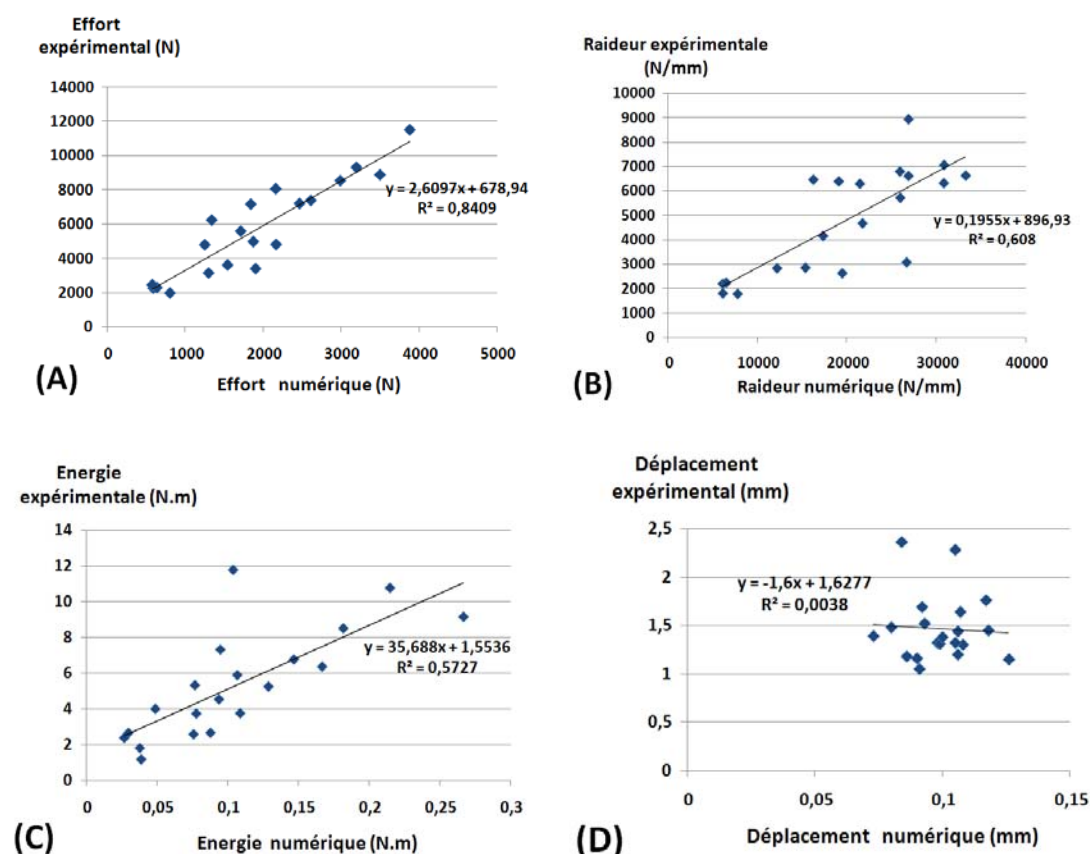 Effort
expérimental (N)
14000
12000
10000
8000
6000
4000
2000
0
0 1000 2000 3000 4000 5000
y = 2,6097x + 678,94
R² = 0,8409
(A)
Effort numérique (N)
Raideur expérimentale
(N/mm)
10000
9000
8000
7000
6000
5000
4000
3000
2000
1000
0
0 10000 20000 30000 40000
y = 0,1955x + 896,93
R² = 0,608
(B)
Raideur numérique (N/mm)
Energie
expérimentale (N.m)
14
12
10
8
6
4
2
0
0 0,05 0,1 0,15 0,2 0,25 0,3
y = 35,688x + 1,5536
R² = 0,5727
(C)
Energie numérique (N.m)
Déplacement
expérimental (mm)
2,5
2
1,5
1
0,5
0
0 0,05 0,1 0,15
y = -1,6x + 1,6277
R² = 0,0038
(D)
Déplacement numérique (mm)